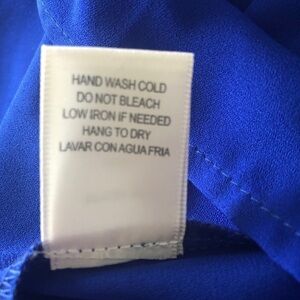 HAND WASH COLD
DO NOT BLEACH
LOW IRON IF NEEDED
HANG TO DRY
LAVAR CON AGUA FRIA